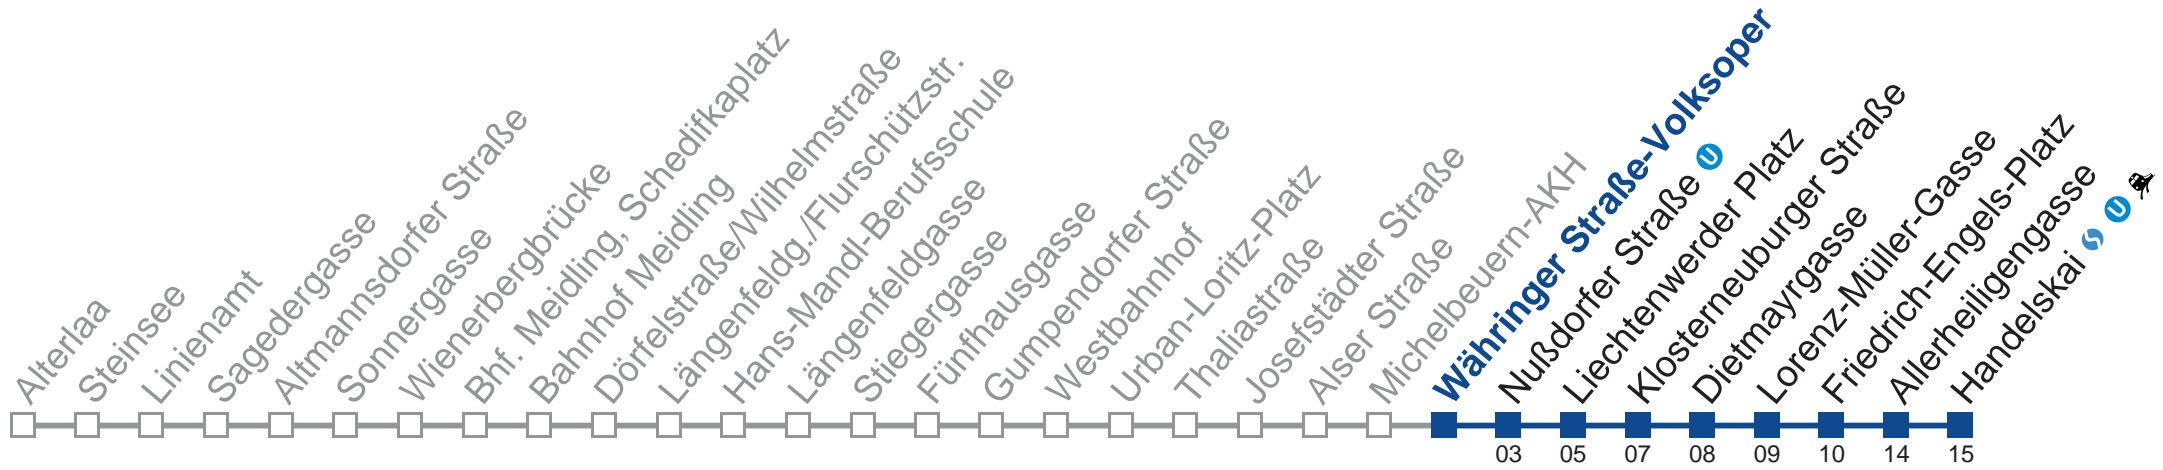 Alterlaa
Steinsee
Linienamt
Sagedergasse
Altmannsdorfer Straße
Sonnergasse
Wienerbergbrücke
Bhf. Meidling, Schedifkaplatz
Bahnhof Meidling
Dörfelstraße/Wilhelmstraße
Längenfeldg./Flurschützstr.
Hans-Mandl-Berufsschule
Längenfeldgasse
Stiegergasse
Fünfhausgasse
Gumpendorfer Straße
Westbahnhof
Urban-Loritz-Platz
Thaliastraße
Josefstädter Straße
Alser Straße
Michelbeuern-AKH
Währinger Straße-Volksoper
Nußdorfer Straße U
Liechtenwerder Platz
Klosterneuburger Straße
Dietmayrgasse
Lorenz-Müller-Gasse
Friedrich-Engels-Platz
Allerheiligengasse
Handelskai S U
03 05 07 08 09 10 14 15